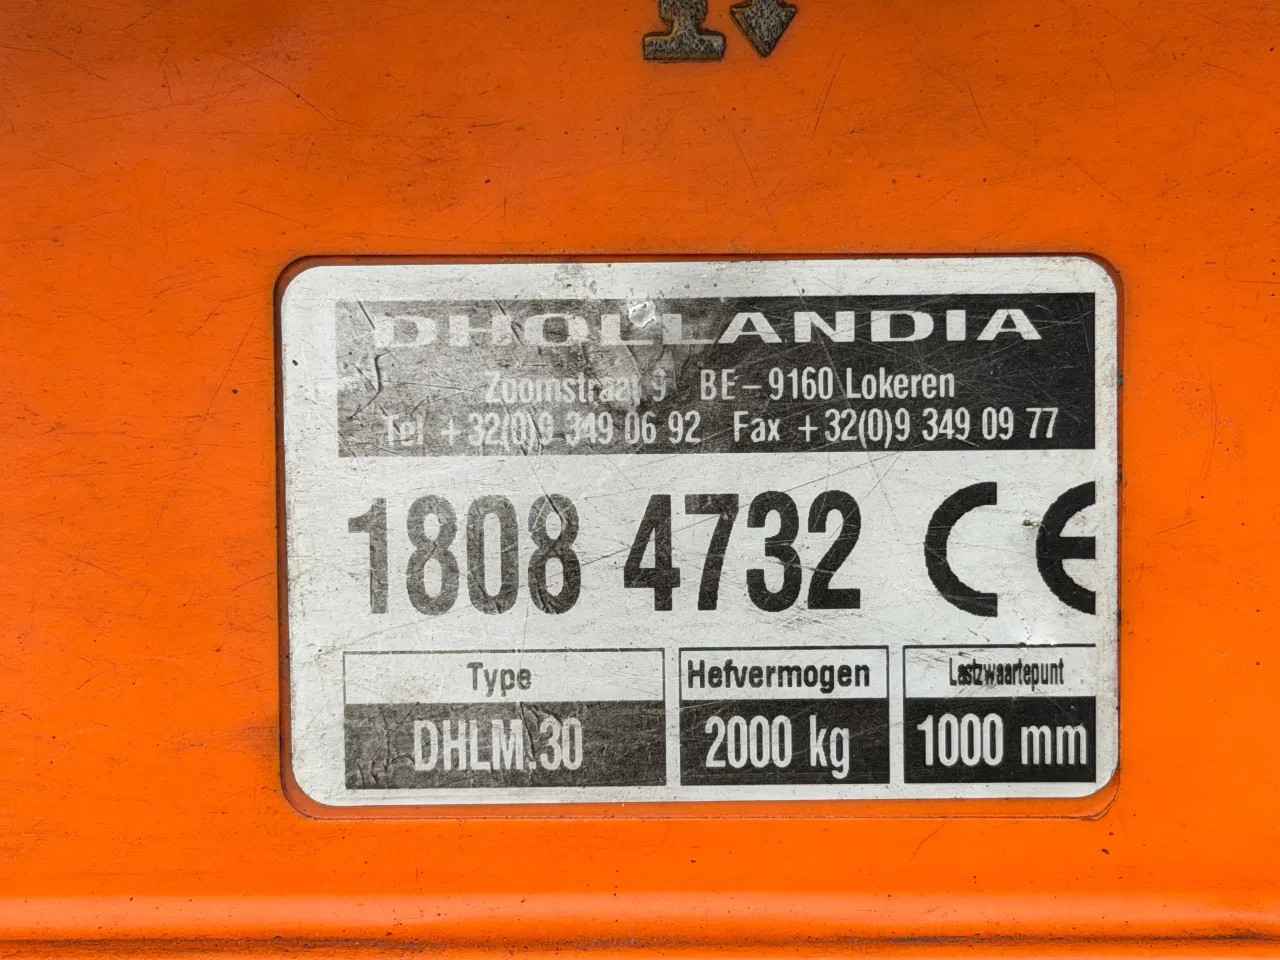 DHOLLANDIA
Zoomstraat 9 BE-9160 Lokeren
Tel +32(0)9 349 06 92 Fax +32(0)9 349 09 77
1808 4732 CE
Type Hefvermogen Lastzwaartepunt
DHLM.30 2000 kg 1000 mm